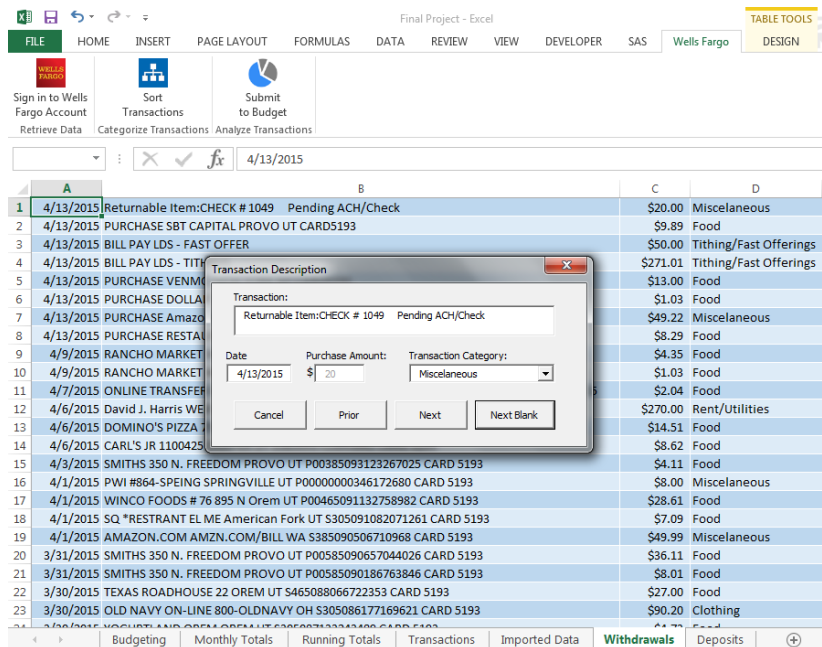 Final Project - Excel
TABLE TOOLS
FILE HOME INSERT PAGE LAYOUT FORMULAS DATA REVIEW VIEW DEVELOPER SAS Wells Fargo DESIGN
WELLS
FARGO
Sign in to Wells Sort Submit
Fargo Account Transactions to Budget
Retrieve Data Categorize Transactions Analyze Transactions
fx 4/13/2015
A B C D
1 4/13/2015 Returnable Item:CHECK # 1049 Pending ACH/Check $20.00 Miscelaneous
2 4/13/2015 PURCHASE SBT CAPITAL PROVO UT CARD5193 $9.89 Food
3 4/13/2015 BILL PAY LDS - FAST OFFER $50.00 Tithing/Fast Offerings
4 4/13/2015 BILL PAY LDS - TITH $271.01 Tithing/Fast Offerings
5 4/13/2015 PURCHASE VENMO $13.00 Food
6 4/13/2015 PURCHASE DOLLA $1.03 Food
7 4/13/2015 PURCHASE Amazo $49.22 Miscelaneous
8 4/13/2015 PURCHASE RESTAU $8.29 Food
9 4/9/2015 RANCHO MARKET $4.35 Food
10 4/9/2015 RANCHO MARKET $1.03 Food
11 4/7/2015 ONLINE TRANSFER $2.04 Food
12 4/6/2015 David J. Harris WE $270.00 Rent/Utilities
13 4/6/2015 DOMINO'S PIZZA 7 $14.51 Food
14 4/6/2015 CARL'S JR 1100425 $8.62 Food
Transaction Description
Transaction:
Returnable Item:CHECK # 1049 Pending ACH/Check
Date Purchase Amount: Transaction Category:
4/13/2015 $ 20 Miscelaneous
Cancel Prior Next Next Blank
15 4/3/2015 SMITHS 350 N. FREEDOM PROVO UT P00385093123267025 CARD 5193 $4.11 Food
16 4/1/2015 PWI #864-SPEING SPRINGVILLE UT P00000000346172680 CARD 5193 $8.00 Miscelaneous
17 4/1/2015 WINCO FOODS # 76 895 N Orem UT P00465091132758982 CARD 5193 $28.61 Food
18 4/1/2015 SQ *RESTRANT EL ME American Fork UT S305091082071261 CARD 5193 $7.09 Food
19 4/1/2015 AMAZON.COM AMZN.COM/BILL WA S385090506710968 CARD 5193 $49.99 Miscelaneous
20 3/31/2015 SMITHS 350 N. FREEDOM PROVO UT P00585090657044026 CARD 5193 $36.11 Food
21 3/31/2015 SMITHS 350 N. FREEDOM PROVO UT P00585090186763846 CARD 5193 $8.01 Food
22 3/30/2015 TEXAS ROADHOUSE 22 OREM UT S465088066722353 CARD 5193 $27.00 Food
23 3/30/2015 OLD NAVY ON-LINE 800-OLDNAVY OH S305086177169621 CARD 5193 $90.20 Clothing
Budgeting Monthly Totals Running Totals Transactions Imported Data Withdrawals Deposits